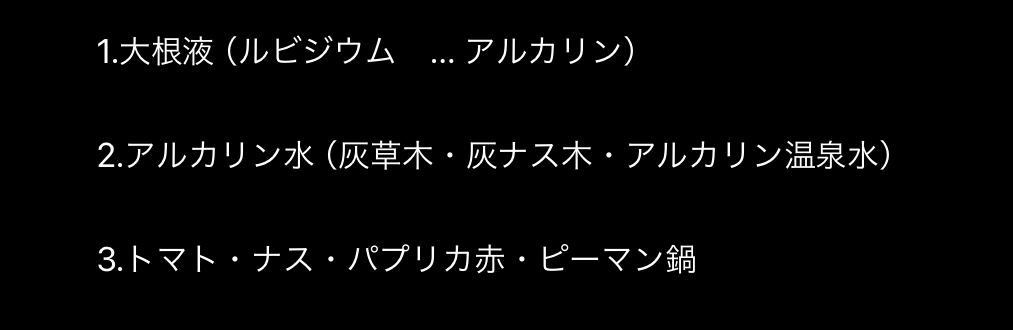 1.大根液（ルビジウム　... アルカリン）
2.アルカリン水（灰草木・灰ナス木・アルカリン温泉水）
3.トマト・ナス・パプリカ赤・ピーマン鍋